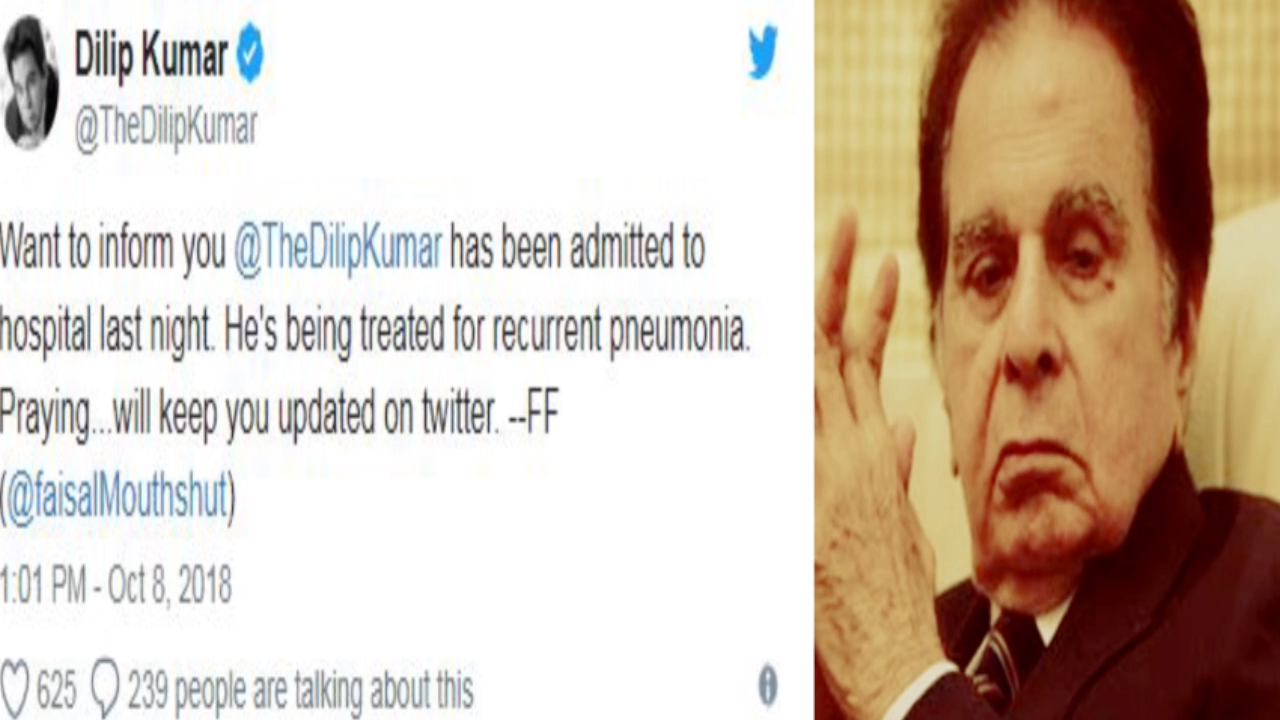 Dilip Kumar
@TheDilipKumar
Want to inform you @TheDilipKumar has been admitted to
hospital last night. He's being treated for recurrent pneumonia.
Praying...will keep you updated on twitter. --FF
(@faisalMouthshut)
1:01 PM - Oct 8, 2018
625 239 people are talking about this